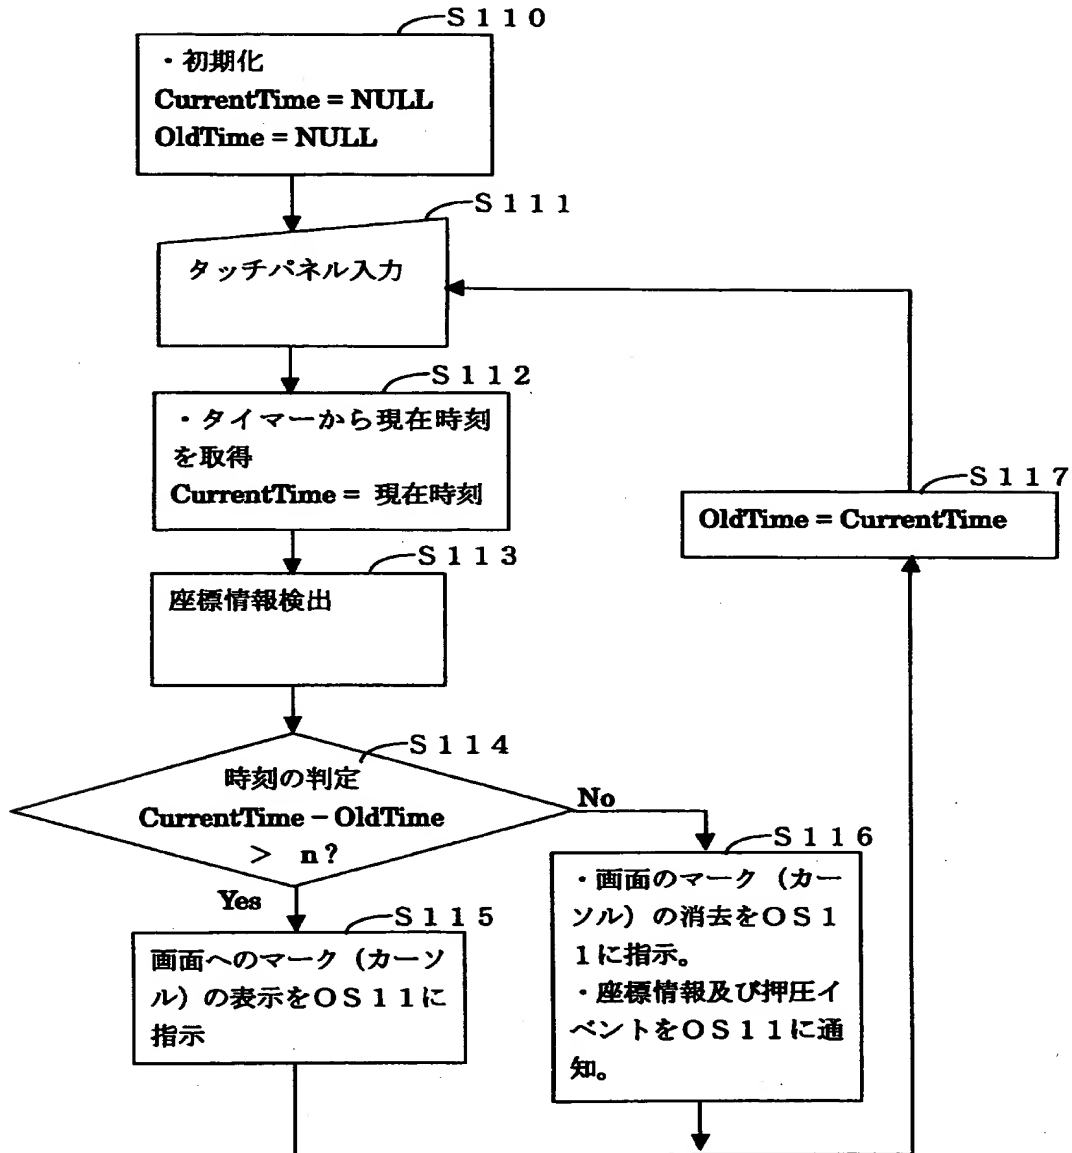 S110
・初期化
CurrentTime = NULL
OldTime = NULL
S111
タッチパネル入力
S112
・タイマーから現在時刻
を取得
CurrentTime = 現在時刻
S113
座標情報検出
S114
時刻の判定
CurrentTime − OldTime
> n?
Yes
No
S115
画面へのマーク（カーソ
ル）の表示をOS11に
指示
S116
・画面のマーク（カー
ソル）の消去をOS1
1に指示。
・座標情報及び押圧イ
ベントをOS11に通
知。
S117
OldTime = CurrentTime